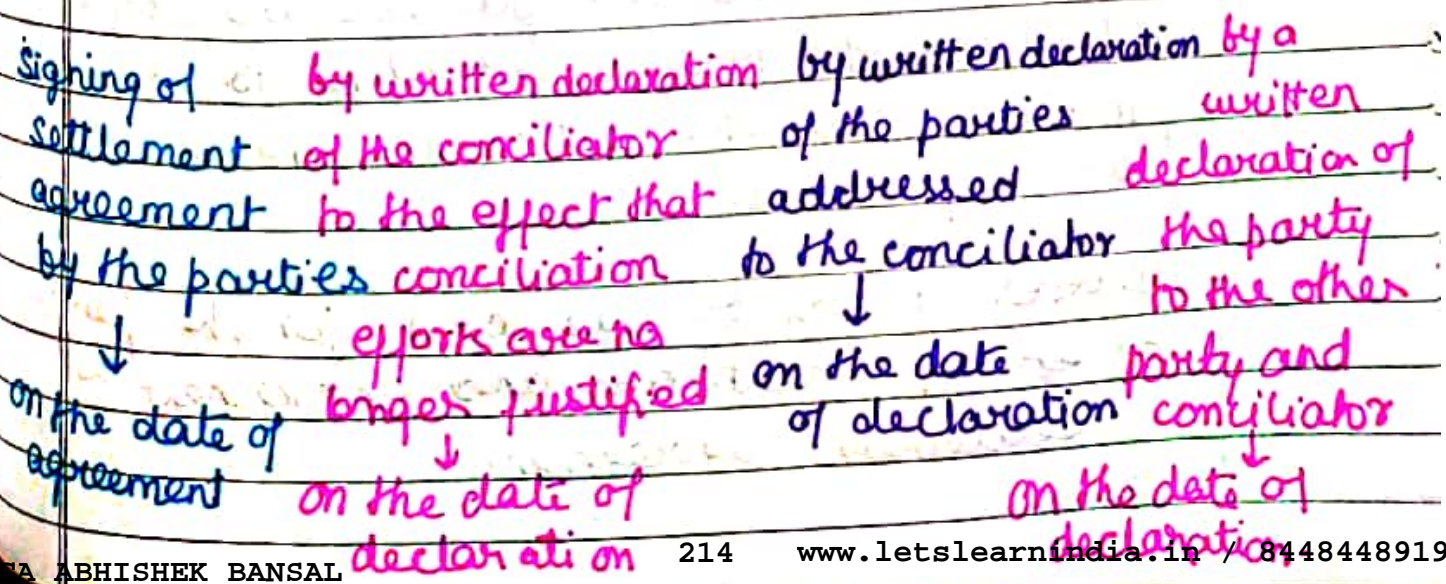 signing of
settlement
agreement
by the parties
↓
on the date of
agreement
by written declaration
of the conciliator
to the effect that
conciliation
efforts are no
longer justified
↓
on the date of
declaration
by written declaration
of the parties
addressed
to the conciliator
↓
on the date
of declaration
by a
written
declaration of
the party
to the other
party and
conciliator
↓
on the date of
declaration
CA ABHISHEK BANSAL
214
www.letslearnindia.in / 8448448919